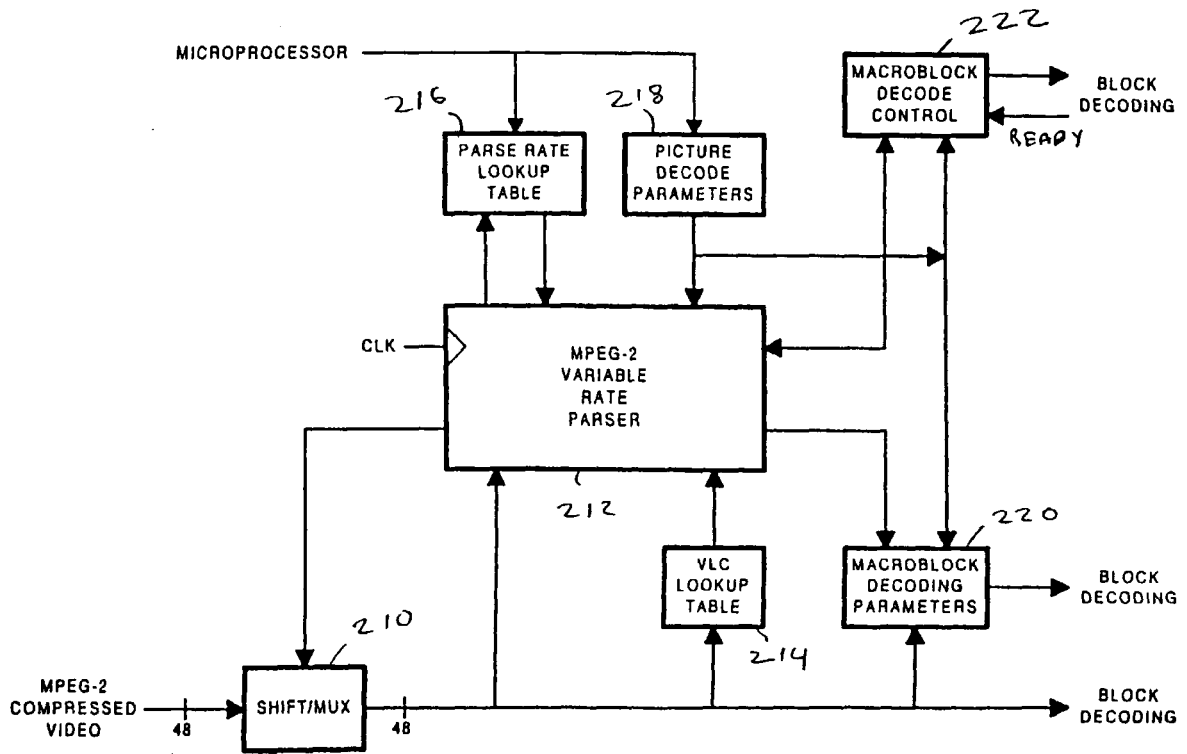 222
MICROPROCESSOR
MACROBLOCK
DECODE
CONTROL
BLOCK
DECODING
READY
216
218
PARSE RATE
LOOKUP
TABLE
PICTURE
DECODE
PARAMETERS
CLK
MPEG-2
VARIABLE
RATE
PARSER
212
220
VLC
LOOKUP
TABLE
214
MACROBLOCK
DECODING
PARAMETERS
BLOCK
DECODING
210
MPEG-2
COMPRESSED
VIDEO
48
SHIFT/MUX
48
BLOCK
DECODING